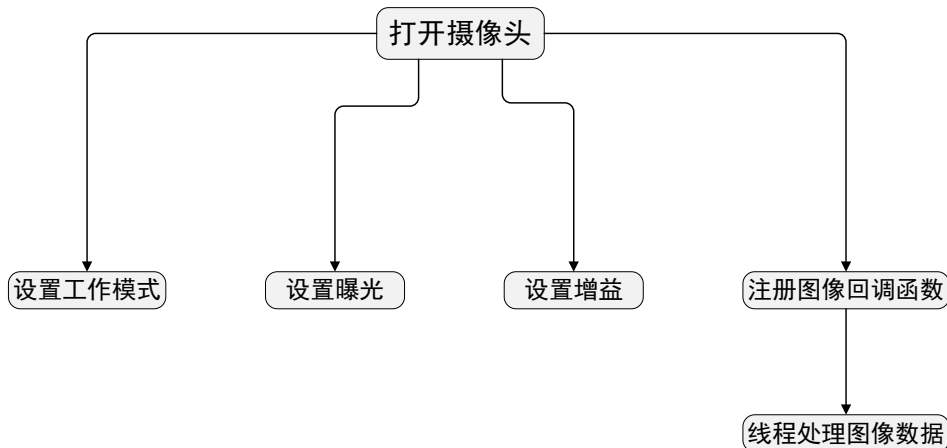 打开摄像头
设置工作模式
设置曝光
设置增益
注册图像回调函数
线程处理图像数据